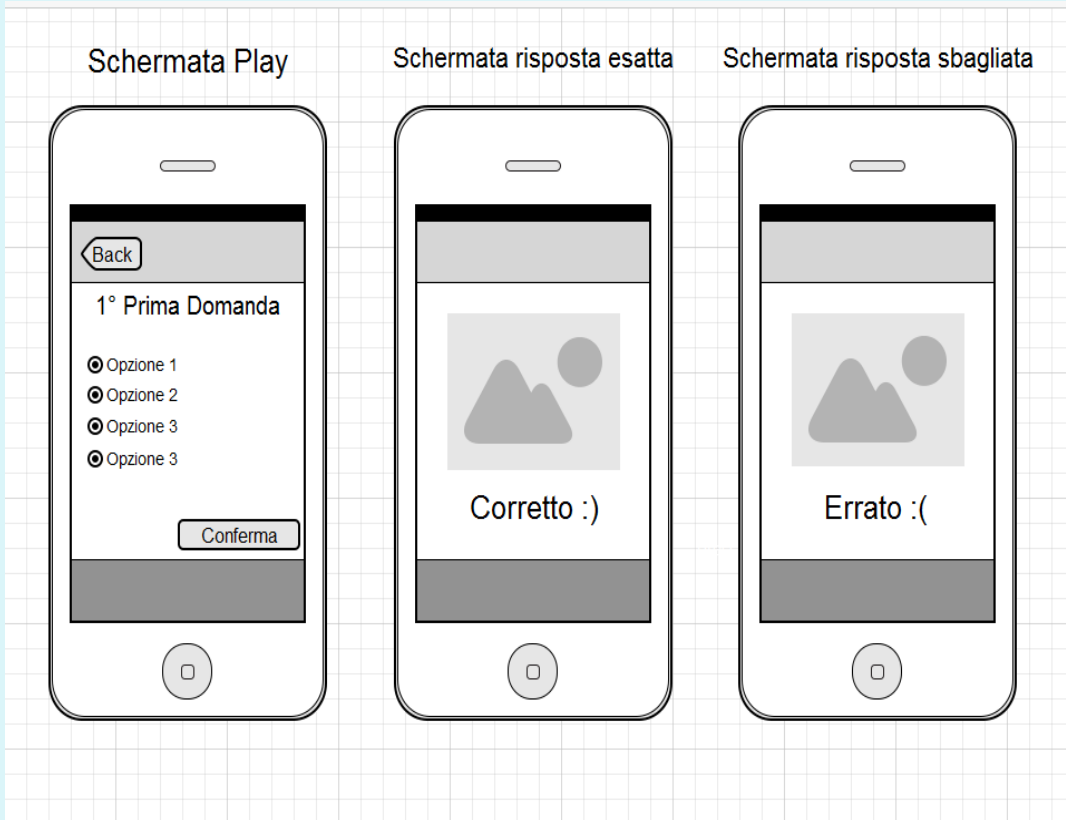 Schermata Play
Schermata risposta esatta
Schermata risposta sbagliata
Back
1° Prima Domanda
Opzione 1
Opzione 2
Opzione 3
Opzione 3
Conferma
Corretto :)
Errato :(